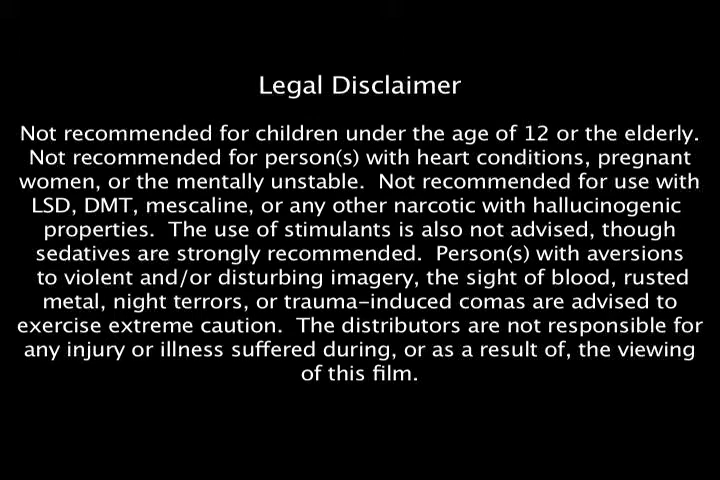 Legal Disclaimer
Not recommended for children under the age of 12 or the elderly.
Not recommended for person(s) with heart conditions, pregnant
women, or the mentally unstable.  Not recommended for use with
LSD, DMT, mescaline, or any other narcotic with hallucinogenic
properties.  The use of stimulants is also not advised, though
sedatives are strongly recommended.  Person(s) with aversions
to violent and/or disturbing imagery, the sight of blood, rusted
metal, night terrors, or trauma-induced comas are advised to
exercise extreme caution.  The distributors are not responsible for
any injury or illness suffered during, or as a result of, the viewing
of this film.